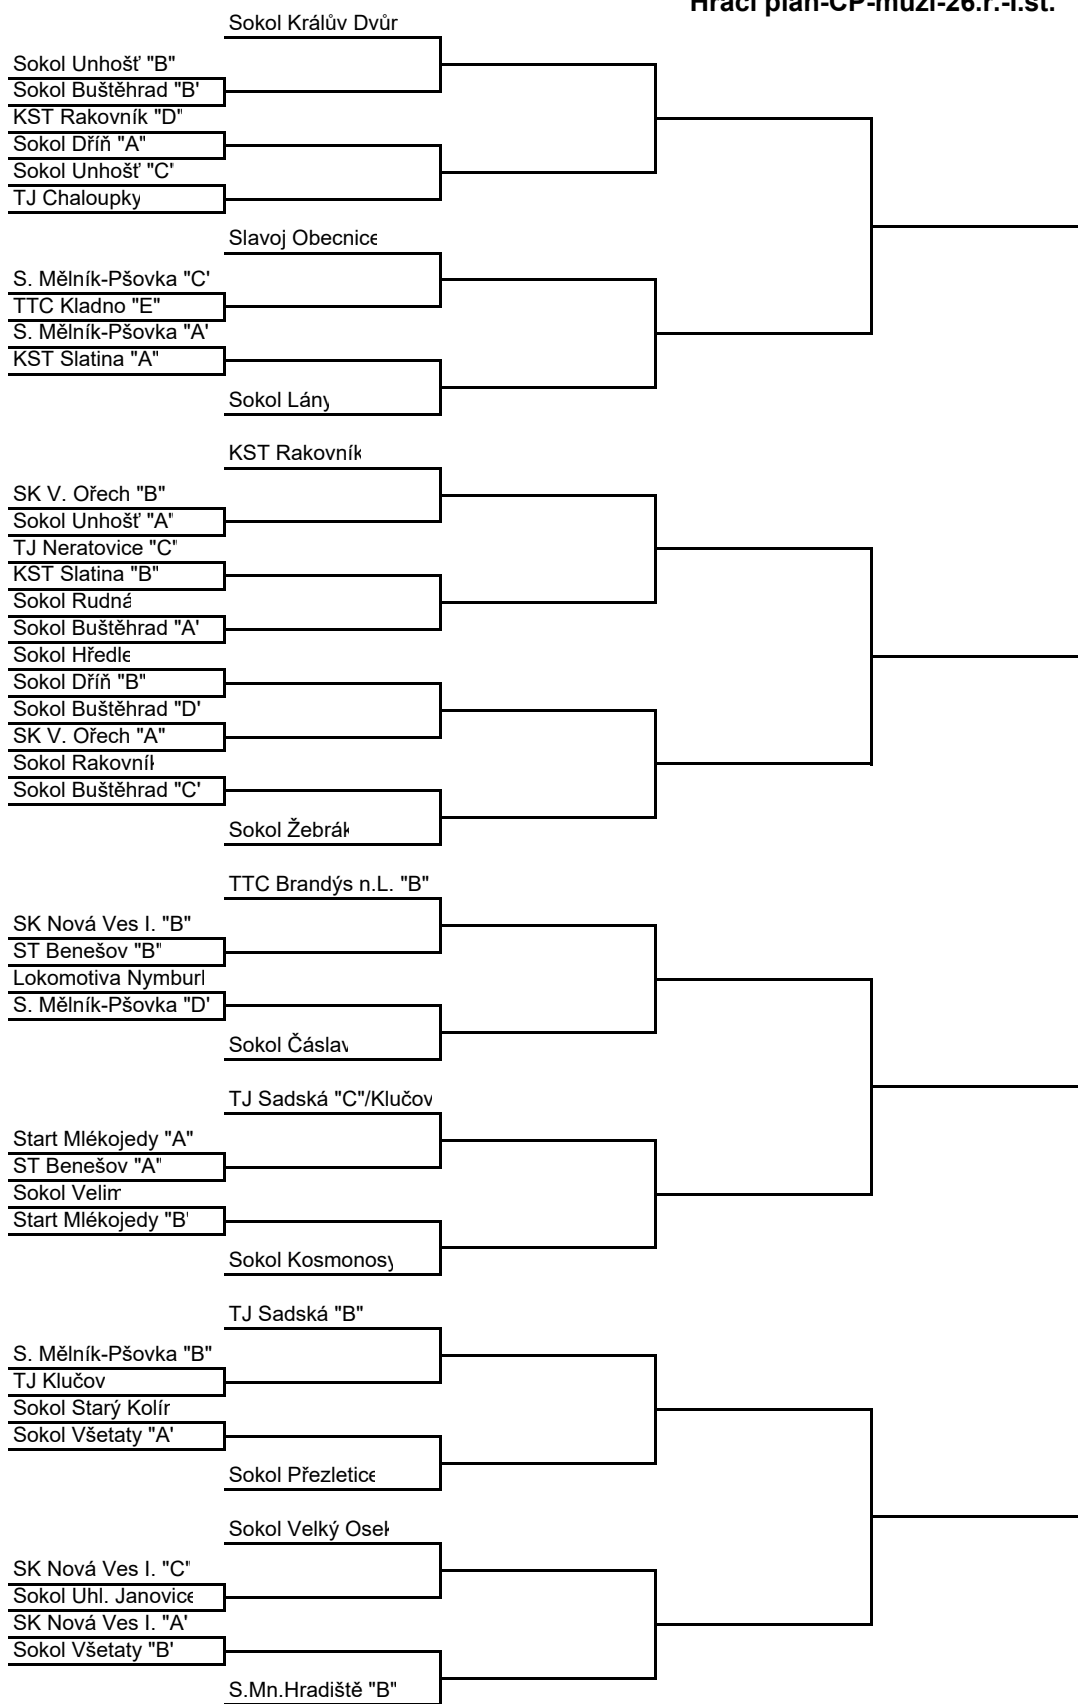 Hrací plán-ČP-muži-26.r.-I.st.
Sokol Králův Dvůr
Sokol Unhošť "B"
Sokol Buštěhrad "B"
KST Rakovník "D"
Sokol Dříň "A"
Sokol Unhošť "C"
TJ Chaloupky
Slavoj Obecnice
S. Mělník-Pšovka "C"
TTC Kladno "E"
S. Mělník-Pšovka "A"
KST Slatina "A"
Sokol Lány
KST Rakovník
SK V. Ořech "B"
Sokol Unhošť "A"
TJ Neratovice "C"
KST Slatina "B"
Sokol Rudná
Sokol Buštěhrad "A"
Sokol Hředle
Sokol Dříň "B"
Sokol Buštěhrad "D"
SK V. Ořech "A"
Sokol Rakovník
Sokol Buštěhrad "C"
Sokol Žebrák
TTC Brandýs n.L. "B"
SK Nová Ves I. "B"
ST Benešov "B"
Lokomotiva Nymburk
S. Mělník-Pšovka "D"
Sokol Čáslav
TJ Sadská "C"/Klučov
Start Mlékojedy "A"
ST Benešov "A"
Sokol Velim
Start Mlékojedy "B"
Sokol Kosmonosy
TJ Sadská "B"
S. Mělník-Pšovka "B"
TJ Klučov
Sokol Starý Kolín
Sokol Všetaty "A"
Sokol Přezletice
Sokol Velký Osek
SK Nová Ves I. "C"
Sokol Uhl. Janovice
SK Nová Ves I. "A"
Sokol Všetaty "B"
S.Mn.Hradiště "B"